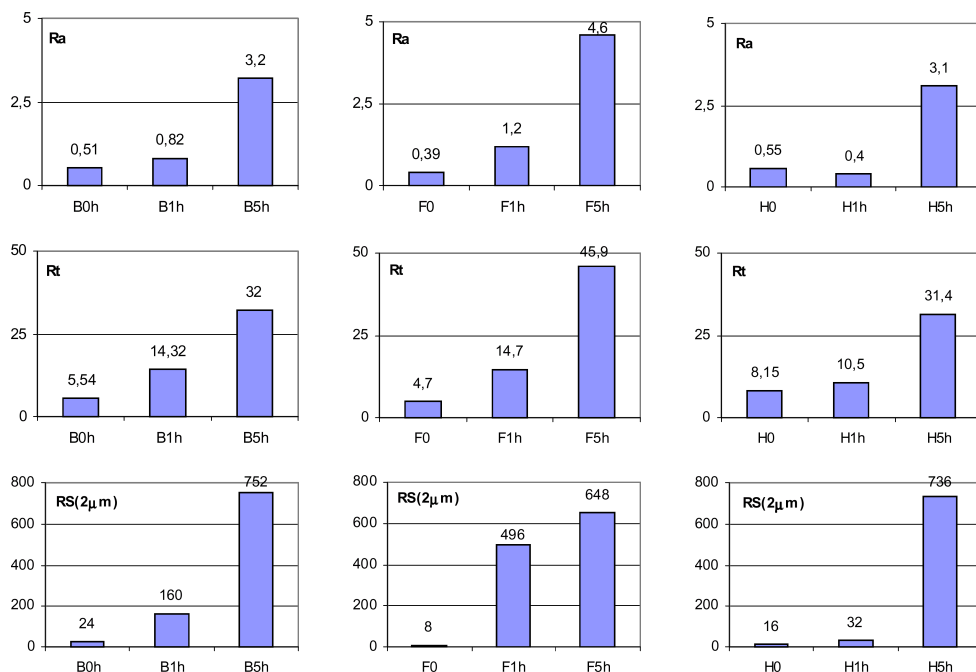 5
Ra
3,2
2,5
0,51
0,82
0
B0h
B1h
B5h
5
Ra
4,6
2,5
0,39
1,2
0
F0
F1h
F5h
5
Ra
3,1
2,5
0,55
0,4
0
H0
H1h
H5h
50
Rt
32
25
14,32
5,54
0
B0h
B1h
B5h
50
Rt
45,9
25
14,7
4,7
0
F0
F1h
F5h
50
Rt
31,4
25
8,15
10,5
0
H0
H1h
H5h
800
RS(2μm)
752
600
400
200
160
24
0
B0h
B1h
B5h
800
RS(2μm)
648
600
496
400
200
8
0
F0
F1h
F5h
800
RS(2μm)
736
600
400
200
16
32
0
H0
H1h
H5h